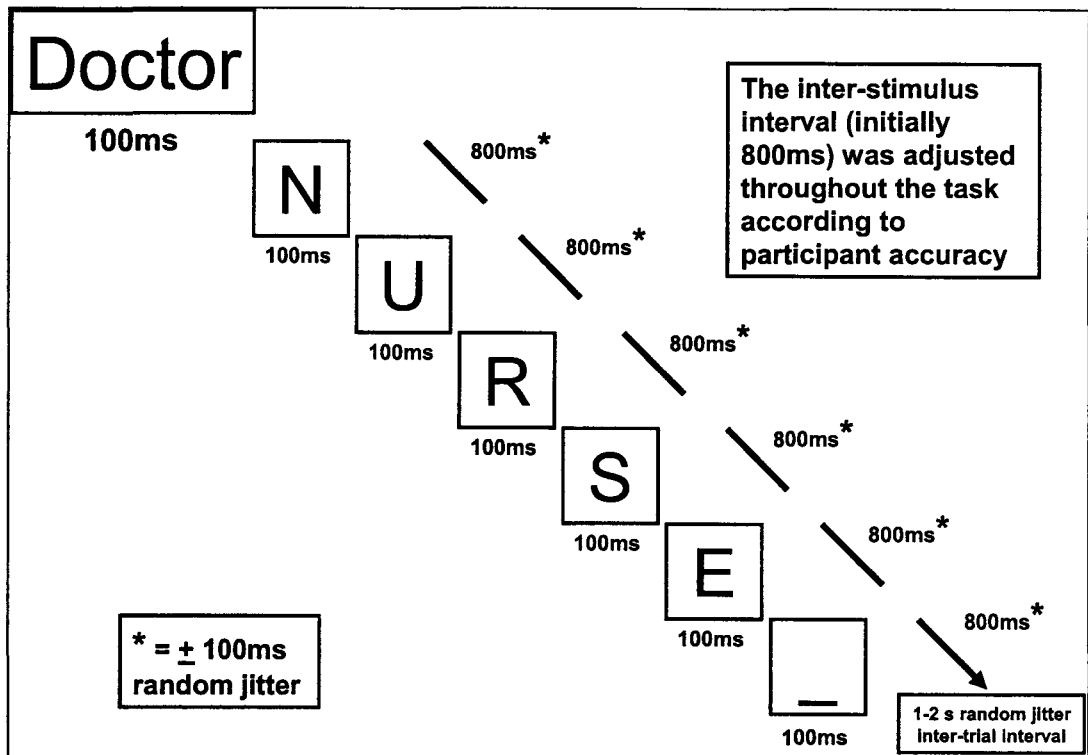 Doctor
100ms
The inter-stimulus
interval (initially
800ms) was adjusted
throughout the task
according to
participant accuracy
800ms*
N
100ms
800ms*
U
100ms
800ms*
R
100ms
800ms*
S
100ms
800ms*
E
100ms
800ms*
_
100ms
* = ± 100ms
random jitter
1-2 s random jitter
inter-trial interval